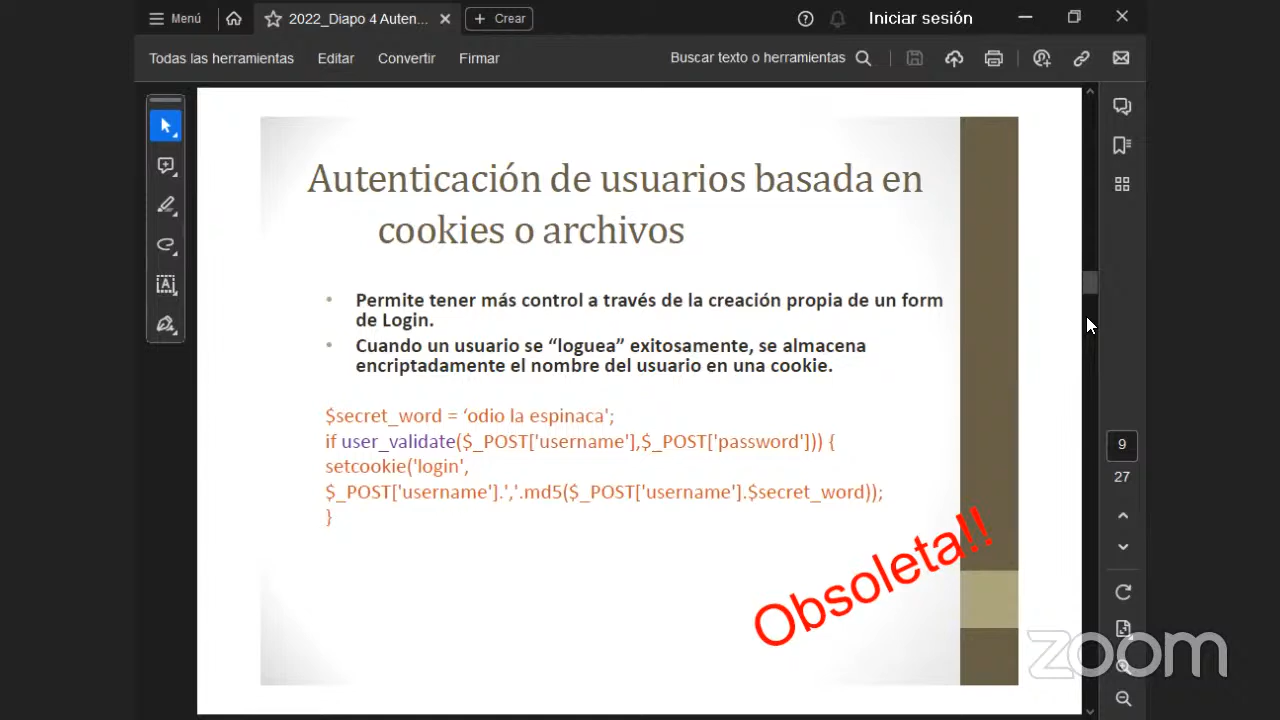 Menú
2022_Diapo 4 Auten...
Crear
Iniciar sesión
Todas las herramientas
Editar
Convertir
Firmar
Buscar texto o herramientas
Autenticación de usuarios basada en
cookies o archivos
• Permite tener más control a través de la creación propia de un form
de Login.
• Cuando un usuario se “loguea” exitosamente, se almacena
encriptadamente el nombre del usuario en una cookie.
$secret_word = ‘odio la espinaca';
if user_validate($_POST['username'],$_POST['password'])) {
setcookie('login',
$_POST['username'].','.md5($_POST['username'].$secret_word));
}
Obsoleta!!
9
27
zoom